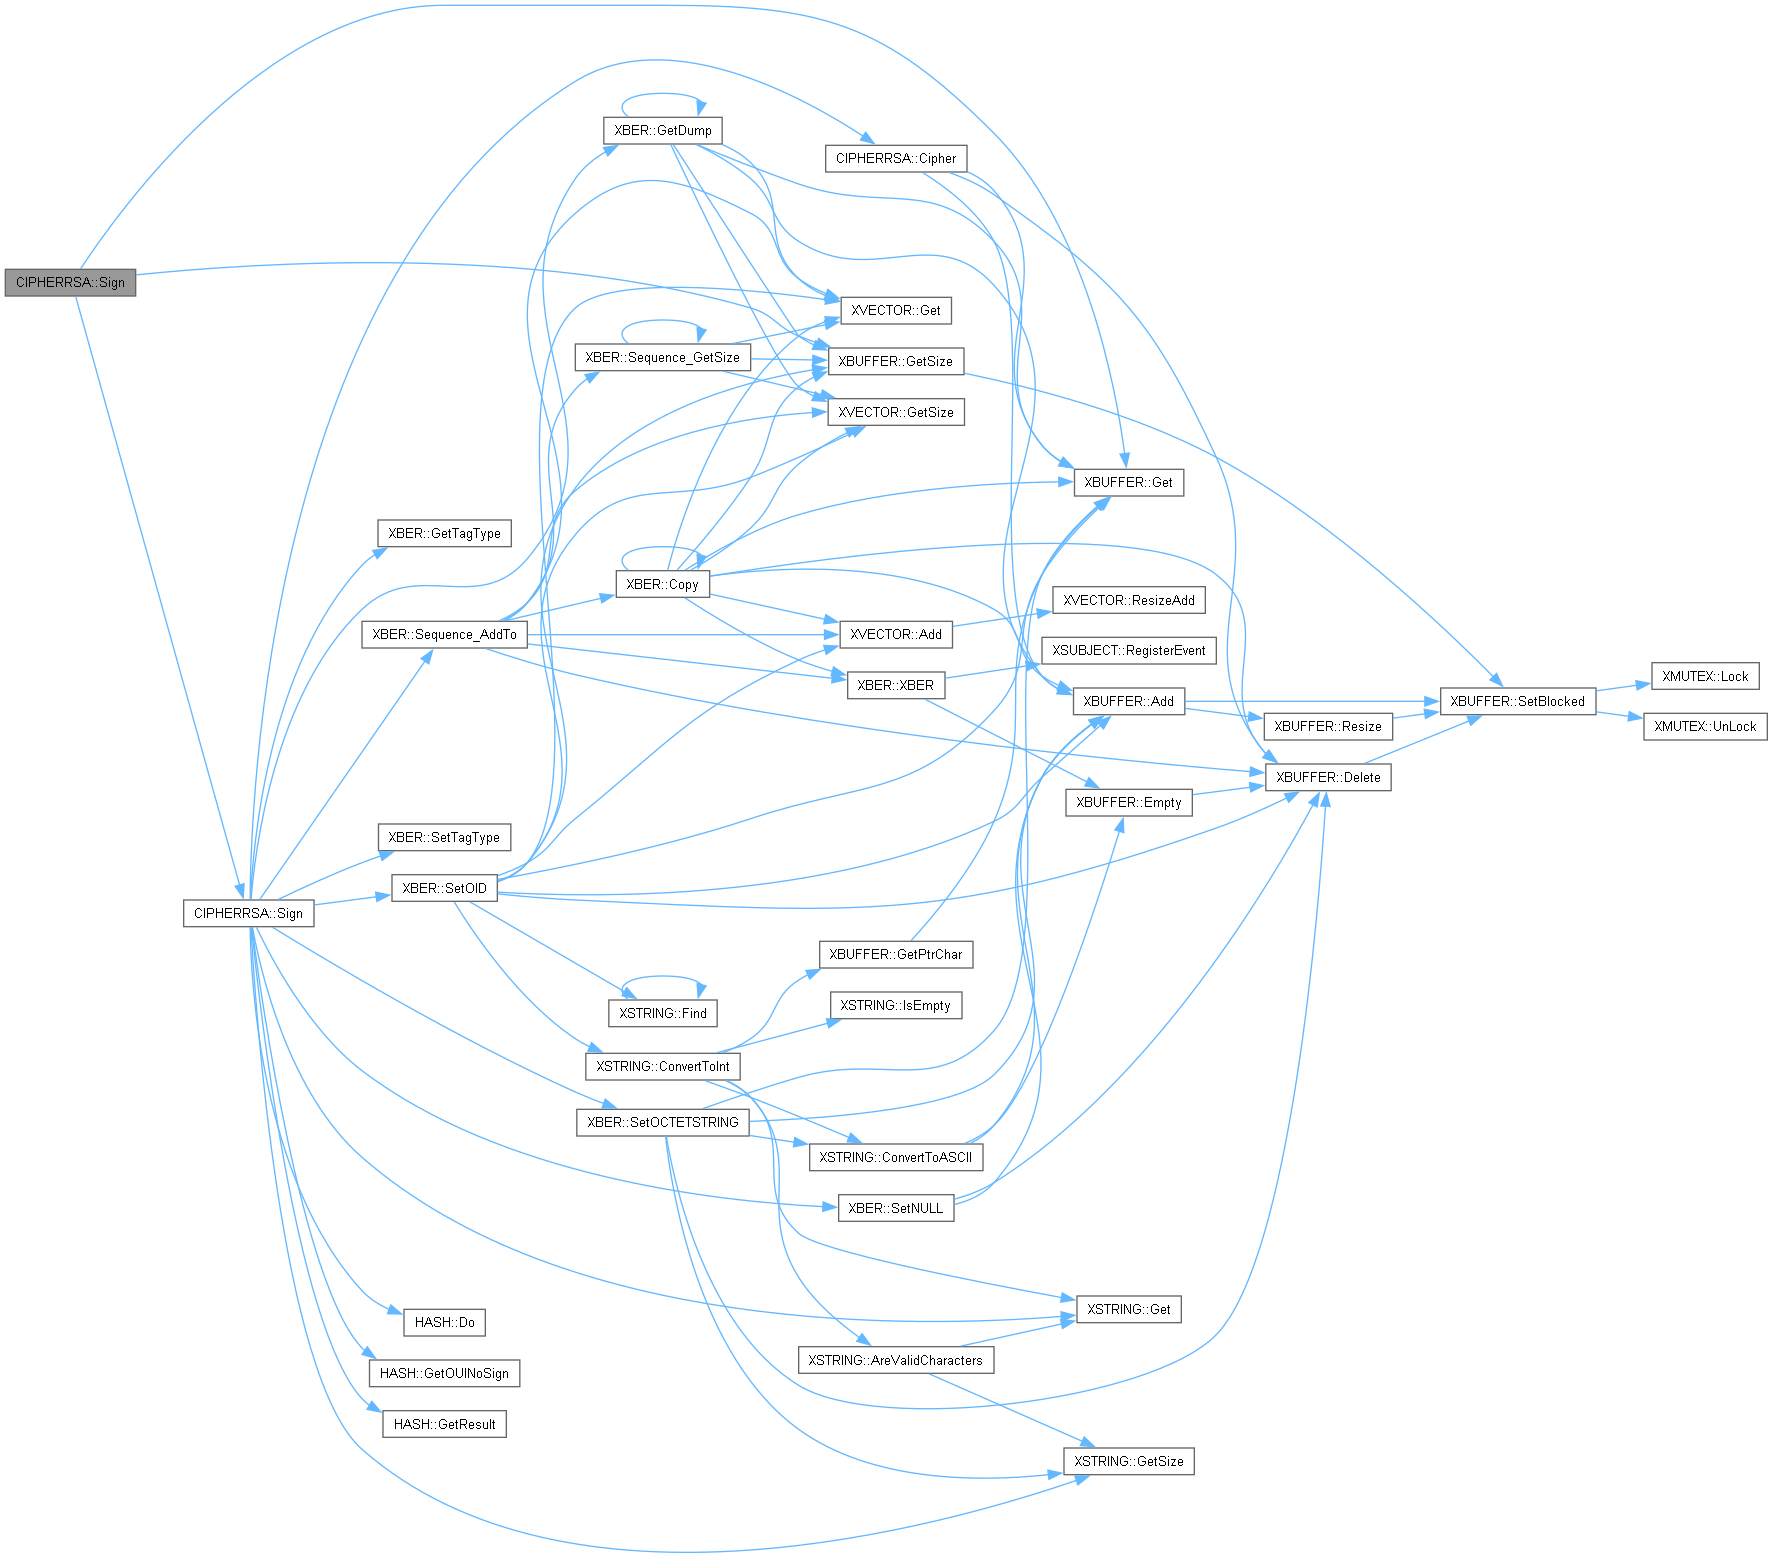 XBER::GetDump
CIPHERRSA::Cipher
CIPHERRSA::Sign
XVECTOR::Get
XBER::Sequence_GetSize
XBUFFER::GetSize
XVECTOR::GetSize
XBUFFER::Get
XBER::GetTagType
XBER::Copy
XVECTOR::ResizeAdd
XBER::Sequence_AddTo
XVECTOR::Add
XSUBJECT::RegisterEvent
XBER::XBER
XMUTEX::Lock
XBUFFER::Add
XBUFFER::SetBlocked
XBUFFER::Resize
XMUTEX::UnLock
XBUFFER::Delete
XBUFFER::Empty
XBER::SetTagType
XBER::SetOID
CIPHERRSA::Sign
XBUFFER::GetPtrChar
XSTRING::IsEmpty
XSTRING::Find
XSTRING::ConvertToInt
XBER::SetOCTETSTRING
XSTRING::ConvertToASCII
XBER::SetNULL
XSTRING::Get
HASH::Do
XSTRING::AreValidCharacters
HASH::GetOUINoSign
HASH::GetResult
XSTRING::GetSize